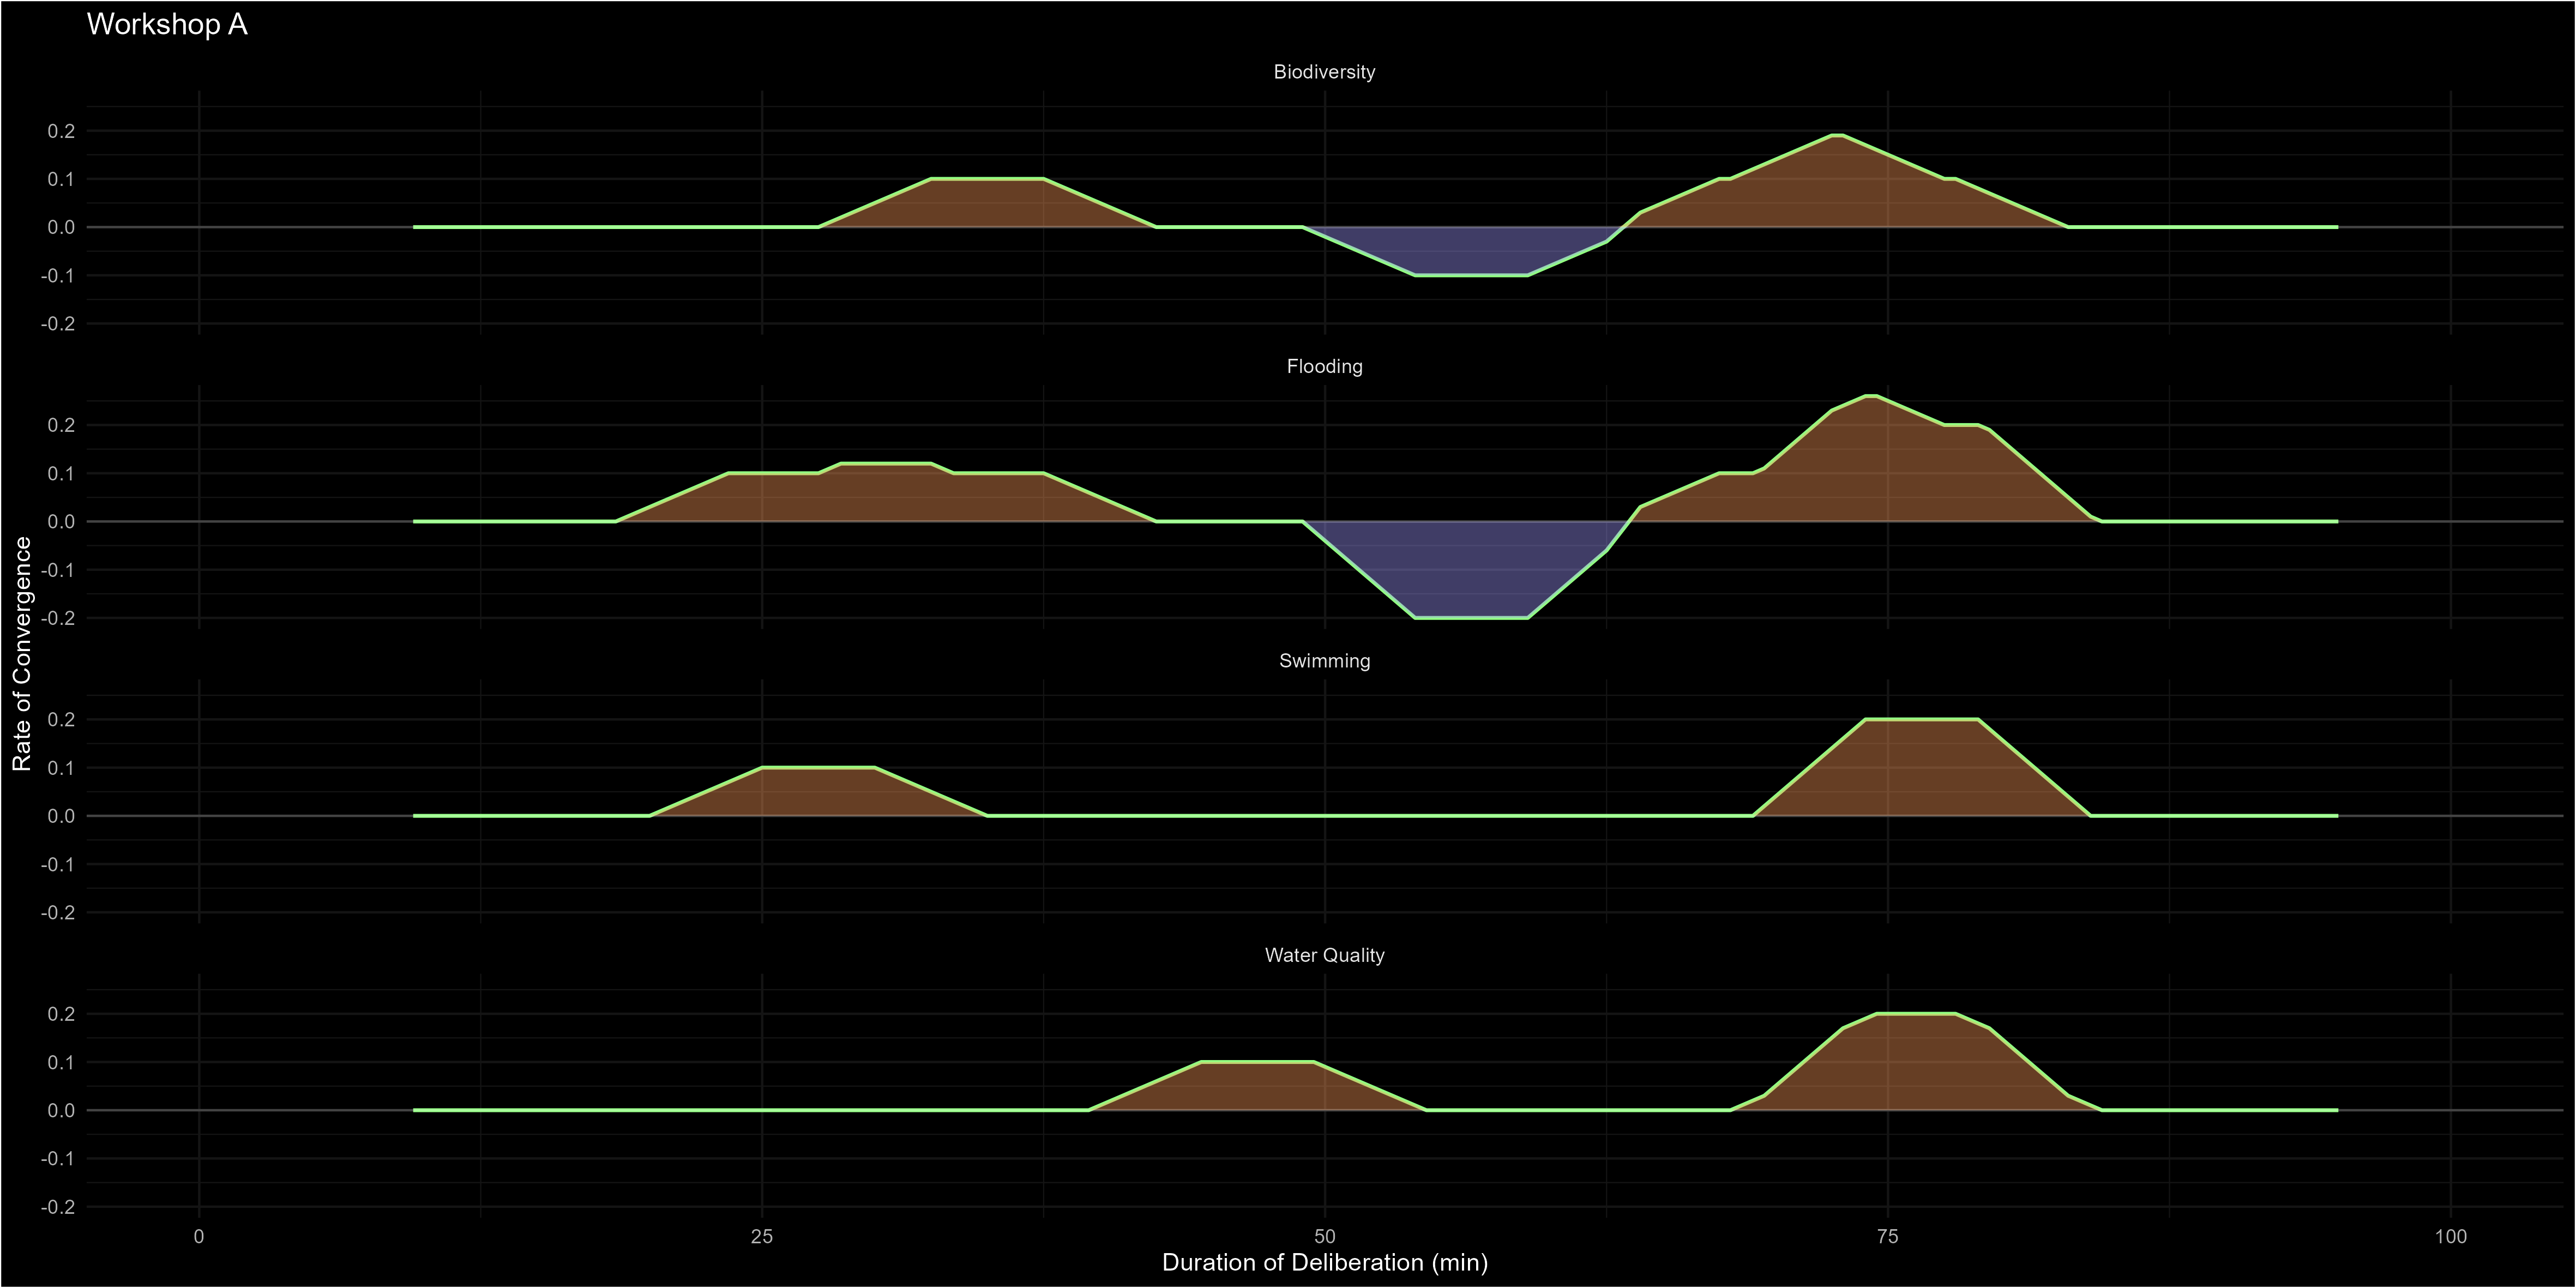 Workshop A
Biodiversity
0.2
0.1
0.0
-0.1
-0.2
Flooding
0.2
0.1
0.0
-0.1
-0.2
Swimming
0.2
0.1
0.0
-0.1
-0.2
Water Quality
0.2
0.1
0.0
-0.1
-0.2
0 25 50 75 100
Duration of Deliberation (min)
Rate of Convergence